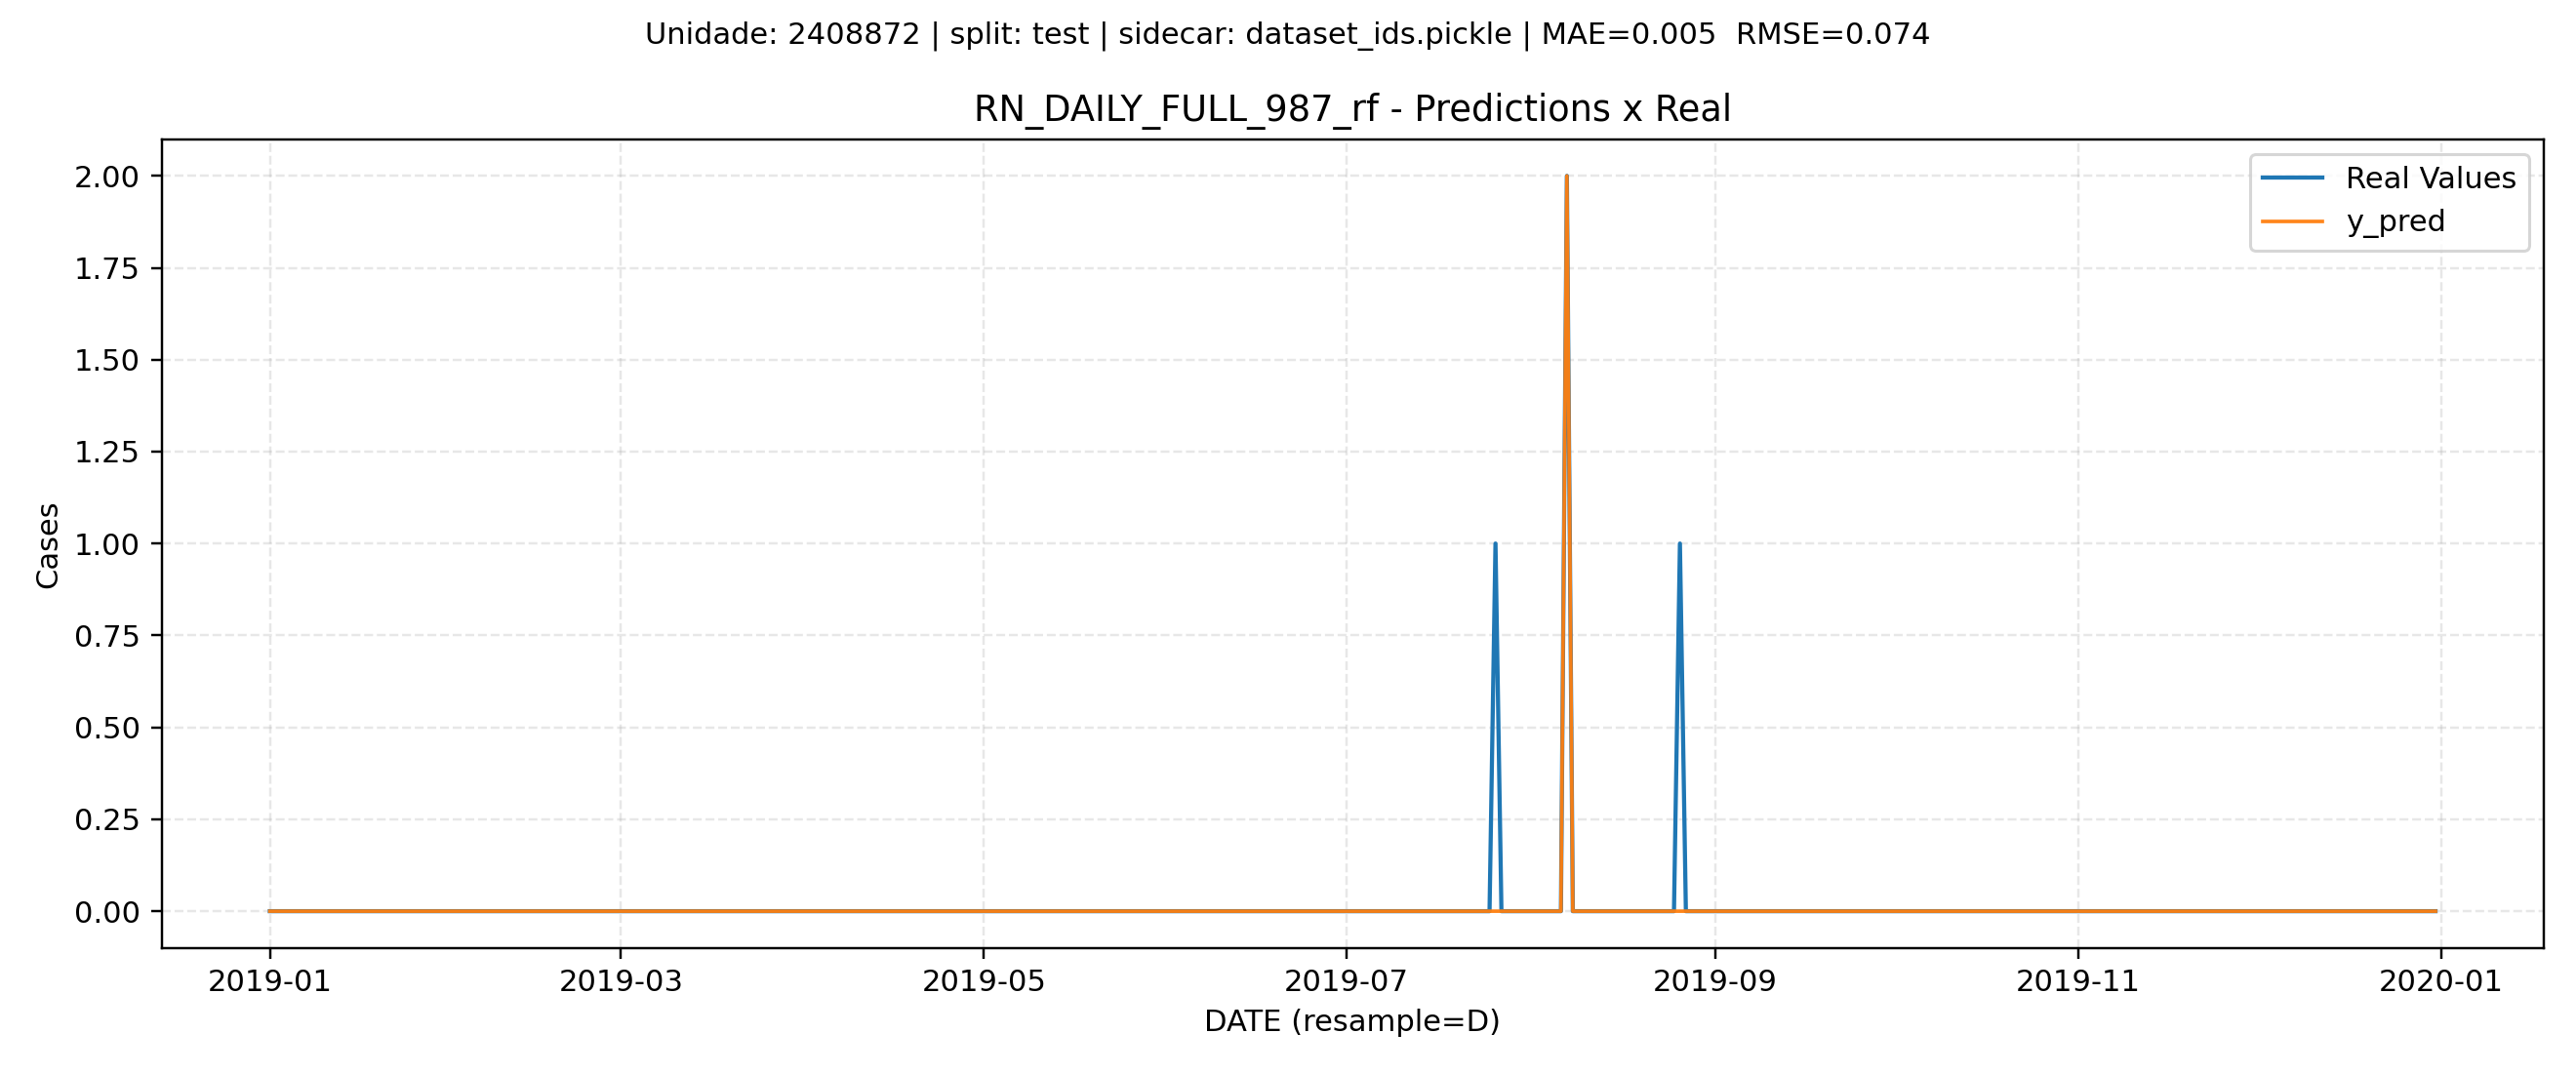 Unidade: 2408872 | split: test | sidecar: dataset_ids.pickle | MAE=0.005  RMSE=0.074
RN_DAILY_FULL_987_rf - Predictions x Real
Real Values
y_pred
2.00
1.75
1.50
1.25
1.00
0.75
0.50
0.25
0.00
Cases
2019-01
2019-03
2019-05
2019-07
2019-09
2019-11
2020-01
DATE (resample=D)